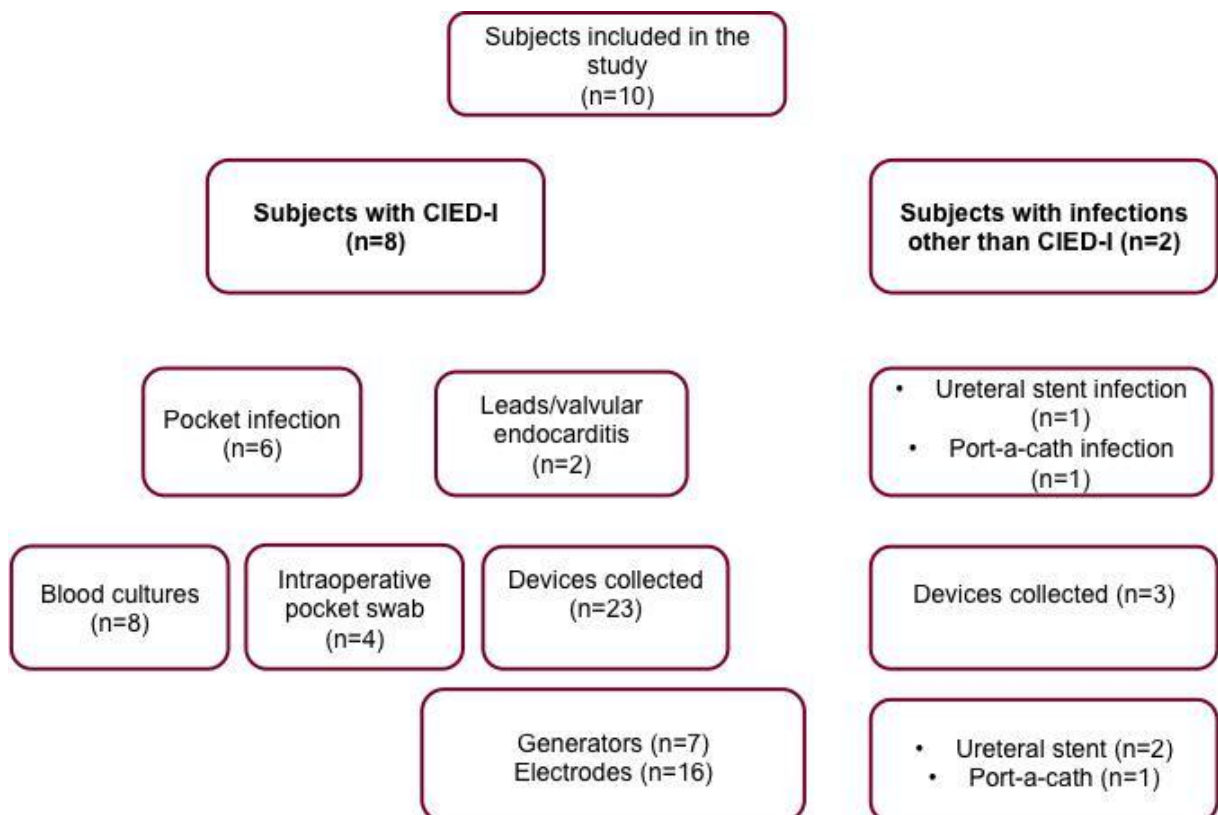 Subjects included in the
study
(n=10)
Subjects with CIED-I
(n=8)
Subjects with infections
other than CIED-I (n=2)
Pocket infection
(n=6)
Leads/valvular
endocarditis
(n=2)
• Ureteral stent infection
(n=1)
• Port-a-cath infection
(n=1)
Blood cultures
(n=8)
Intraoperative
pocket swab
(n=4)
Devices collected
(n=23)
Devices collected (n=3)
Generators (n=7)
Electrodes (n=16)
• Ureteral stent (n=2)
• Port-a-cath (n=1)